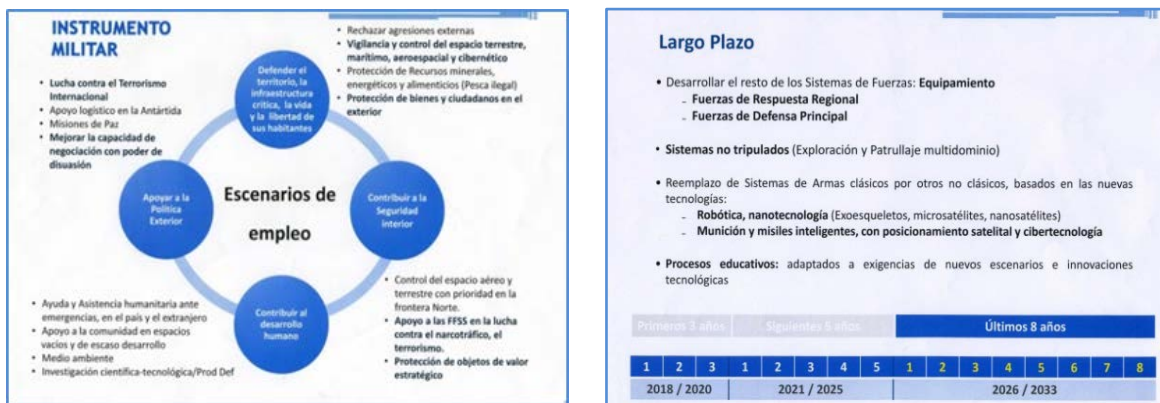 INSTRUMENTO
MILITAR
• Lucha contra el Terrorismo
Internacional
• Apoyo logístico en la Antártida
• Misiones de Paz
• Mejorar la capacidad de
negociación con poder de
disuasión
Defender el
territorio, la
infraestructura
crítica, la vida
y la libertad de
sus habitantes
• Rechazar agresiones externas
• Vigilancia y control del espacio terrestre,
marítimo, aeroespacial y cibernético
• Protección de Recursos minerales,
energéticos y alimenticios (Pesca ilegal)
• Protección de bienes y ciudadanos en el
exterior
Apoyar a la
Política
Exterior
Escenarios de
empleo
Contribuir a la
Seguridad
interior
• Ayuda y Asistencia humanitaria ante
emergencias, en el país y el extranjero
• Apoyo a la comunidad en espacios
vacíos y de escaso desarrollo
• Medio ambiente
• Investigación científica-tecnológica/Prod Def
Contribuir al
desarrollo
humano
• Control del espacio aéreo y
terrestre con prioridad en la
frontera Norte.
• Apoyo a las FFSS en la lucha
contra el narcotráfico, el
terrorismo.
• Protección de objetos de valor
estratégico
Largo Plazo
• Desarrollar el resto de los Sistemas de Fuerzas: Equipamiento
- Fuerzas de Respuesta Regional
- Fuerzas de Defensa Principal
• Sistemas no tripulados (Exploración y Patrullaje multidominio)
• Reemplazo de Sistemas de Armas clásicos por otros no clásicos, basados en las nuevas
tecnologías:
- Robótica, nanotecnología (Exoesqueletos, microsatélites, nanosatélites)
- Munición y misiles inteligentes, con posicionamiento satelital y cibertecnología
• Procesos educativos: adaptados a exigencias de nuevos escenarios e innovaciones
tecnológicas
Primeros 3 años Siguientes 5 años Últimos 8 años
1 2 3 1 2 3 4 5 1 2 3 4 5 6 7 8
2018 / 2020 2021 / 2025 2026 / 2033